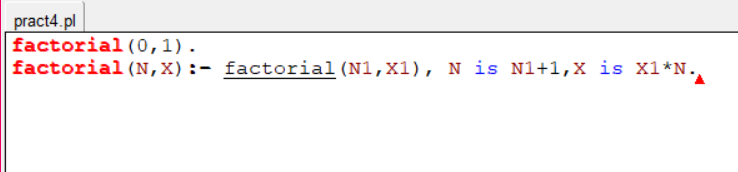 pract4.pl
factorial(0,1).
factorial(N,X):- factorial(N1,X1), N is N1+1,X is X1*N.